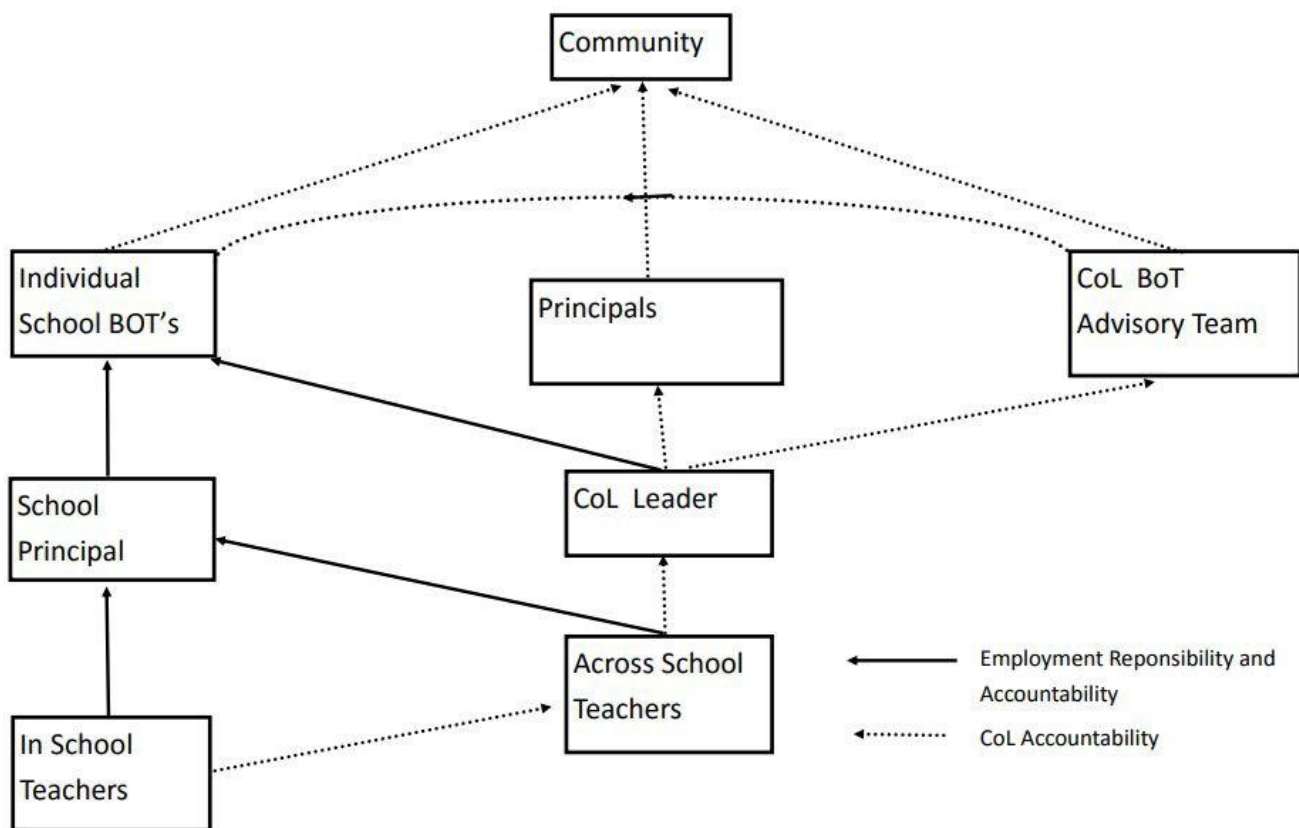 Community
Individual
School BOT's
Principals
CoL BoT
Advisory Team
School
Principal
CoL Leader
Across School
Teachers
Employment Reponsibility and
Accountability
CoL Accountability
In School
Teachers